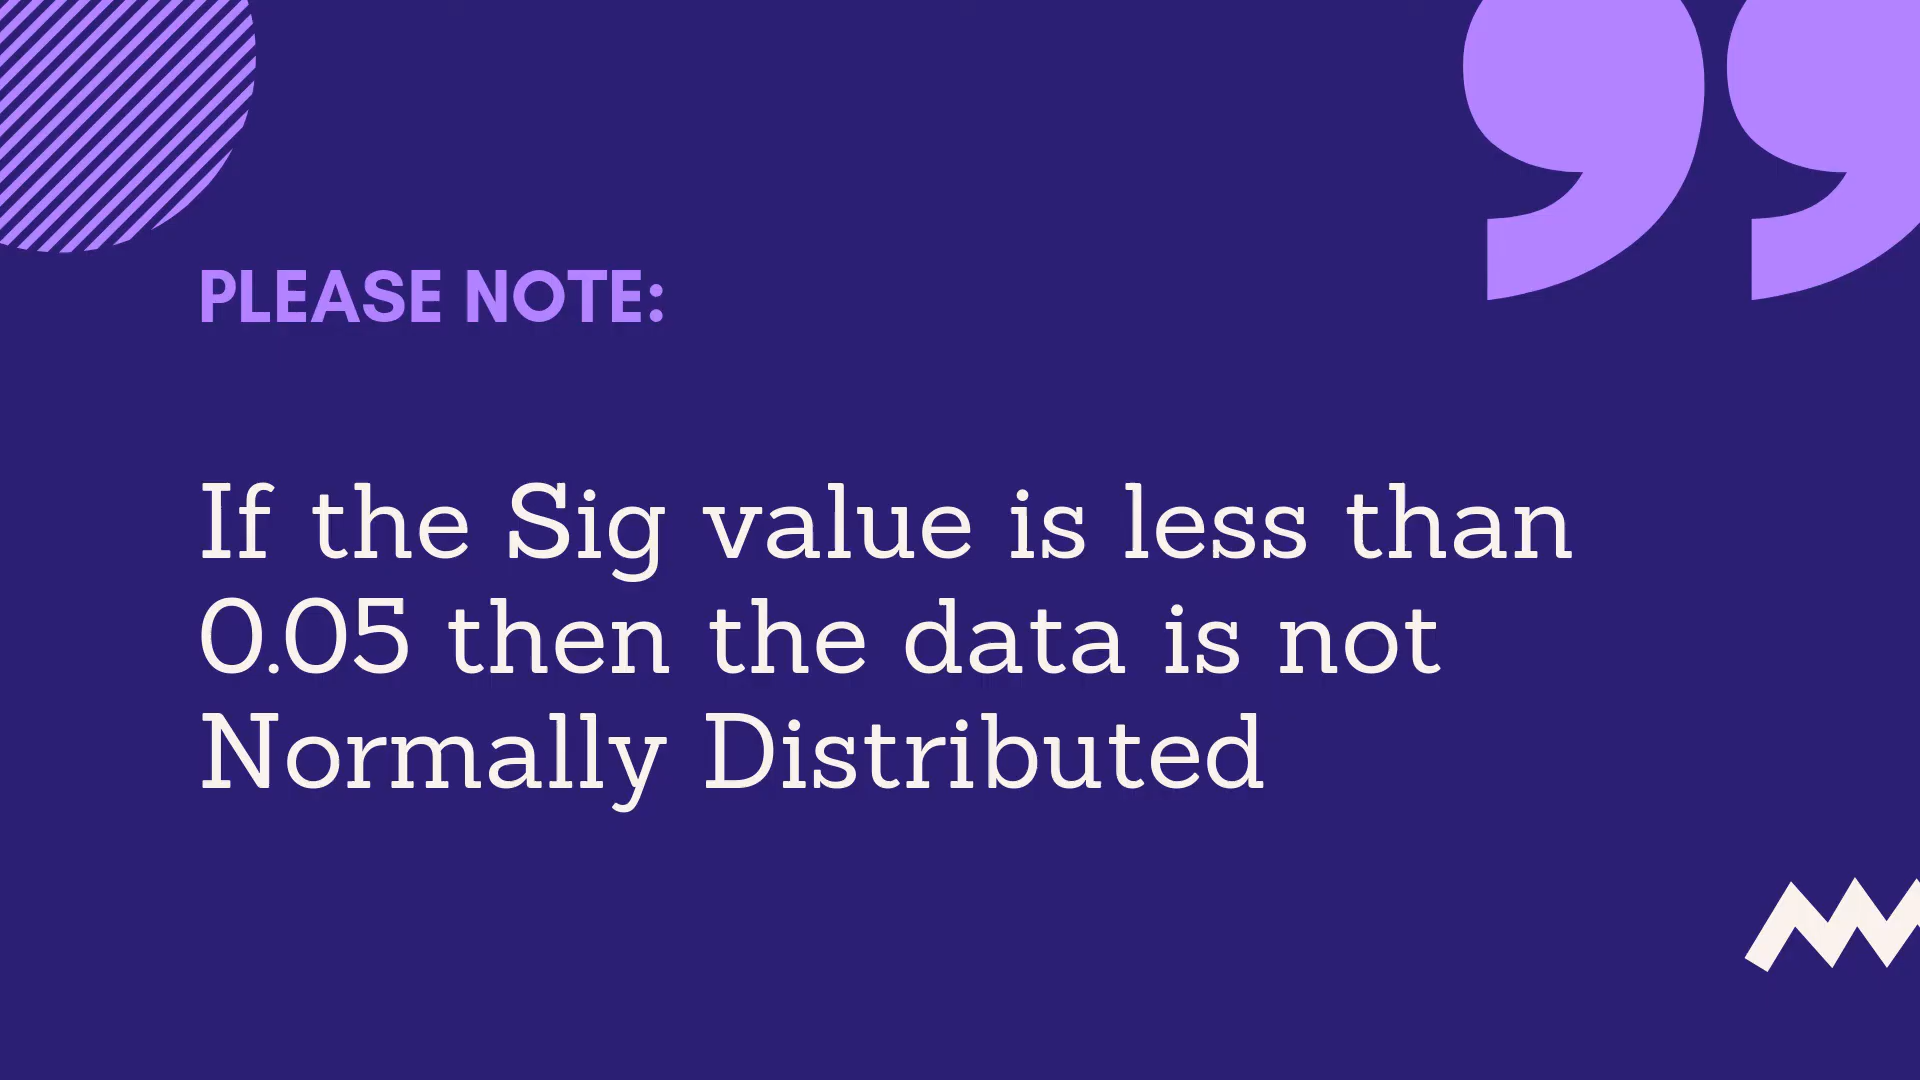 PLEASE NOTE:
If the Sig value is less than
0.05 then the data is not
Normally Distributed